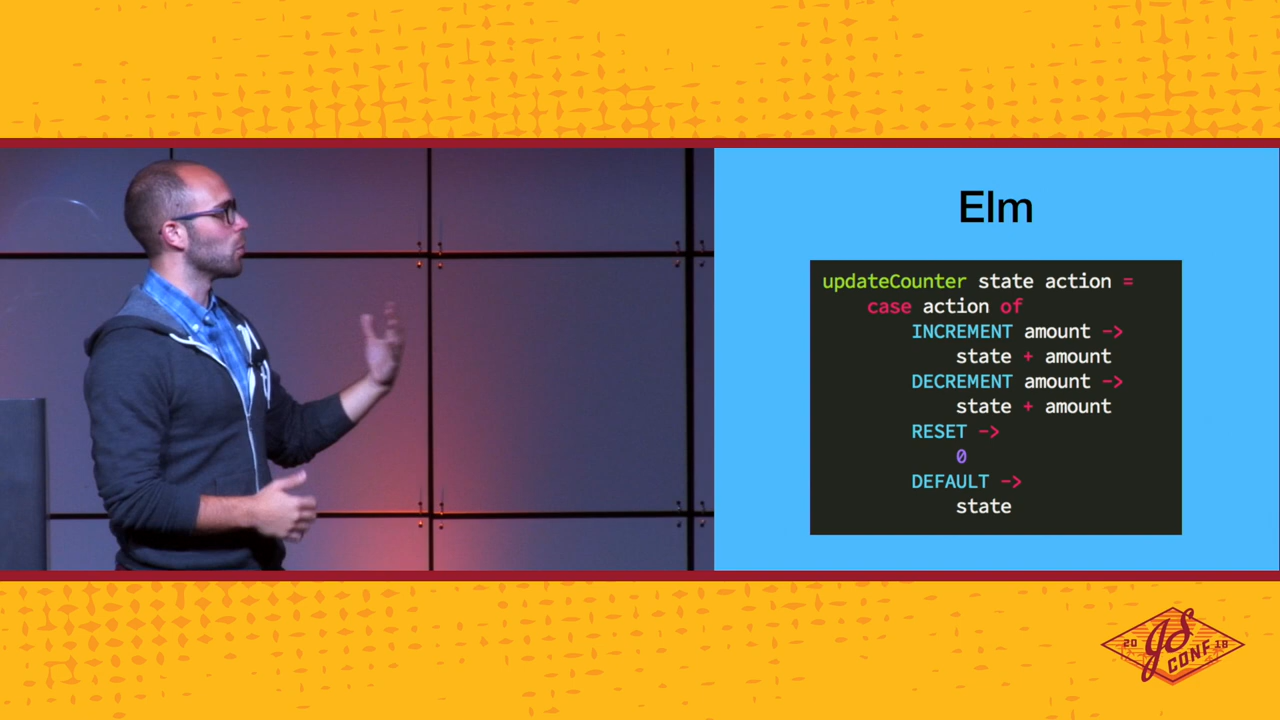 Elm
updateCounter state action =
    case action of
        INCREMENT amount ->
            state + amount
        DECREMENT amount ->
            state + amount
        RESET ->
            0
        DEFAULT ->
            state
20 JS 18
CONF